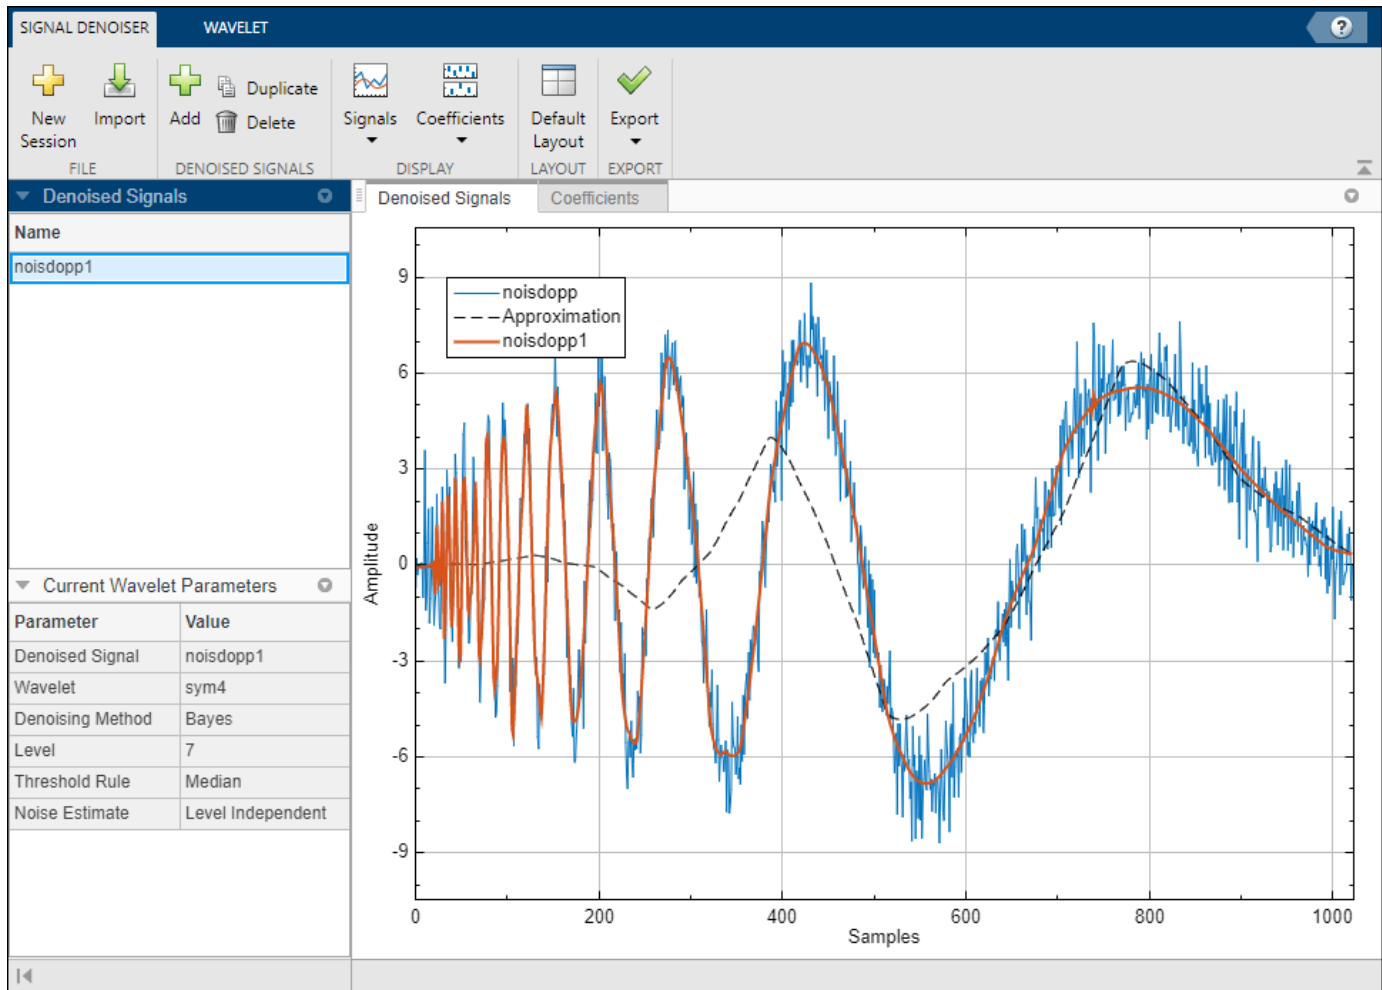 SIGNAL DENOISER WAVELET
?
New Session Import Add Duplicate Delete Signals Coefficients Default Layout Export
FILE DENOISED SIGNALS DISPLAY LAYOUT EXPORT
Denoised Signals
Name
noisdopp1
Current Wavelet Parameters
Parameter Value
Denoised Signal noisdopp1
Wavelet sym4
Denoising Method Bayes
Level 7
Threshold Rule Median
Noise Estimate Level Independent
Denoised Signals Coefficients
noisdopp
Approximation
noisdopp1
Amplitude
9
6
3
0
-3
-6
-9
0 200 400 600 800 1000
Samples